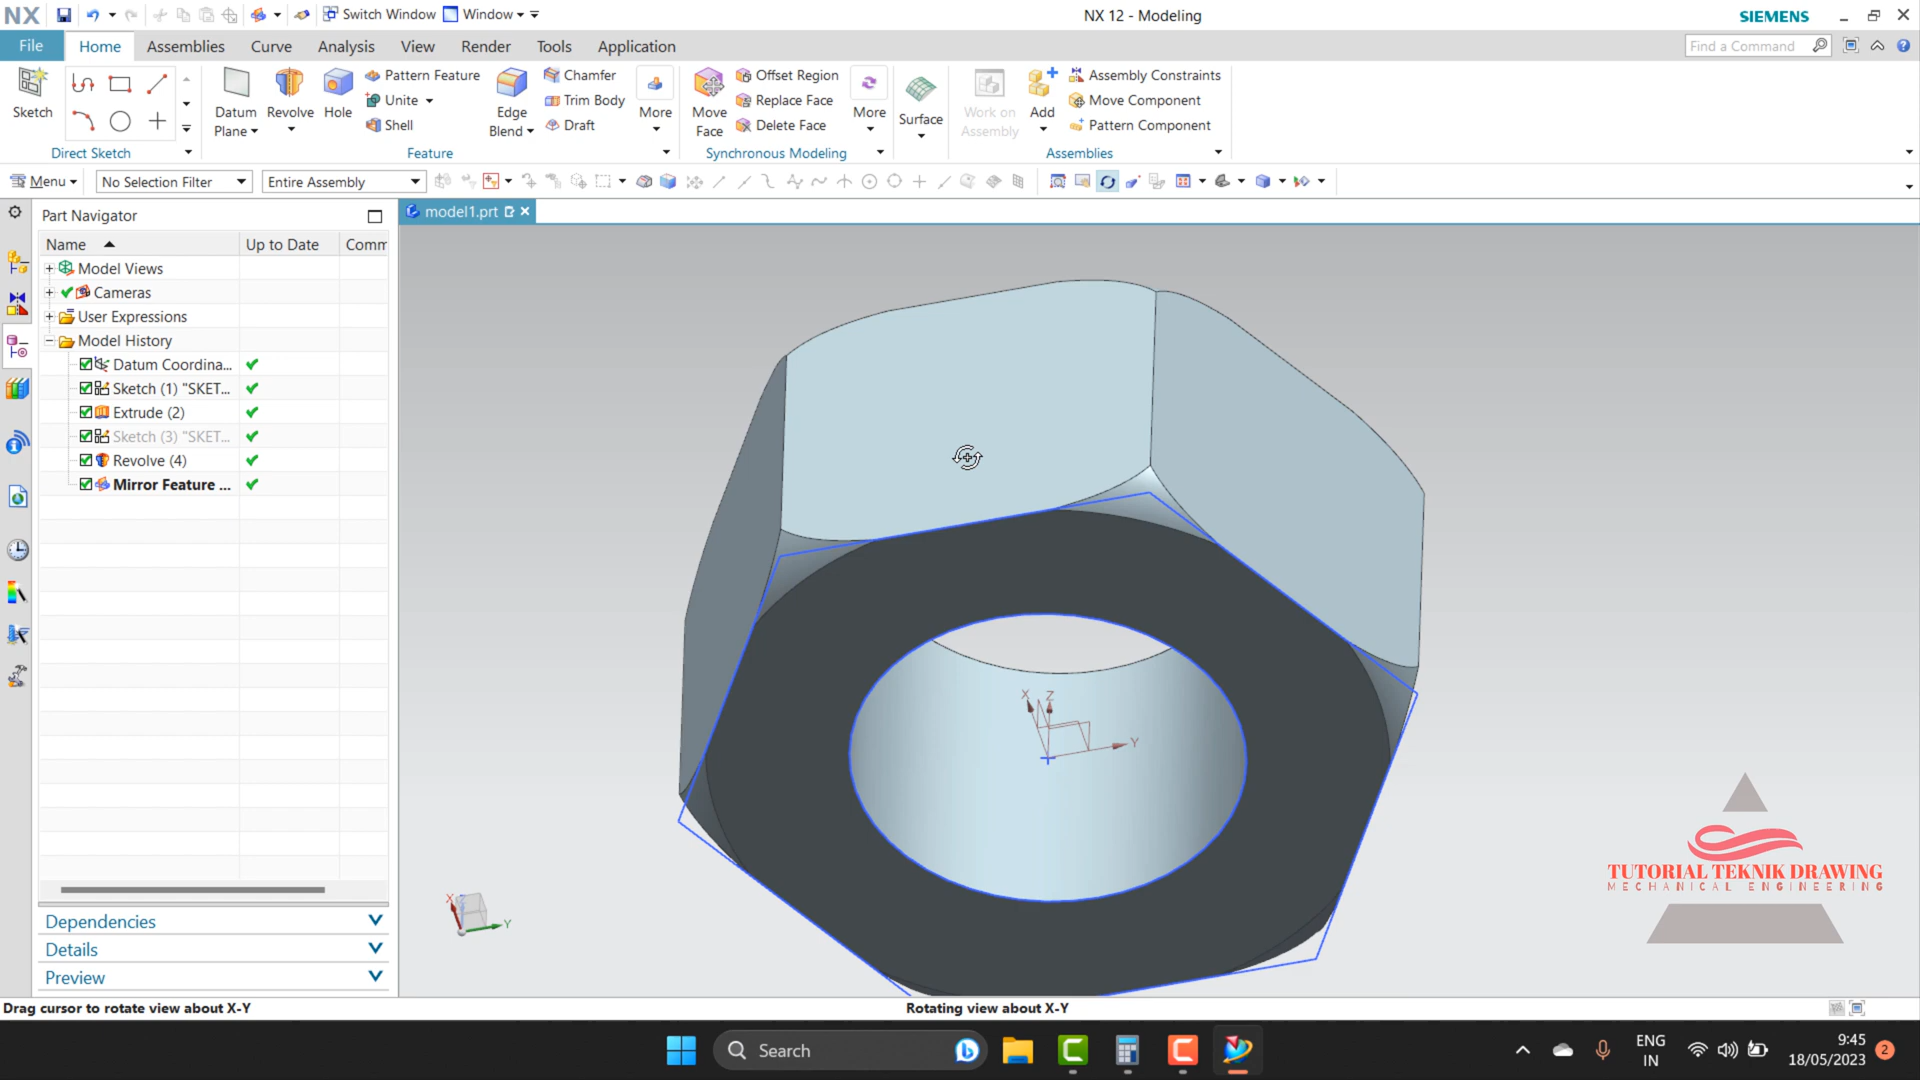 NX
Switch Window
Window
NX 12 - Modeling
SIEMENS
File
Home
Assemblies
Curve
Analysis
View
Render
Tools
Application
Find a Command
Sketch
Direct Sketch
Datum
Plane
Revolve
Hole
Pattern Feature
Unite
Shell
Edge
Blend
Chamfer
Trim Body
Draft
More
Feature
Move
Face
Offset Region
Replace Face
Delete Face
More
Synchronous Modeling
Surface
Work on
Assembly
Add
Assembly Constraints
Move Component
Pattern Component
Assemblies
Menu
No Selection Filter
Entire Assembly
Part Navigator
model1.prt
Name
Up to Date
Comm
Model Views
Cameras
User Expressions
Model History
Datum Coordina...
Sketch (1) "SKET...
Extrude (2)
Sketch (3) "SKET...
Revolve (4)
Mirror Feature ...
X
Z
Y
X
Z
Y
TUTORIAL TEKNIK DRAWING
MECHANICAL ENGINEERING
Dependencies
Details
Preview
Drag cursor to rotate view about X-Y
Rotating view about X-Y
Search
ENG
IN
9:45
18/05/2023
2